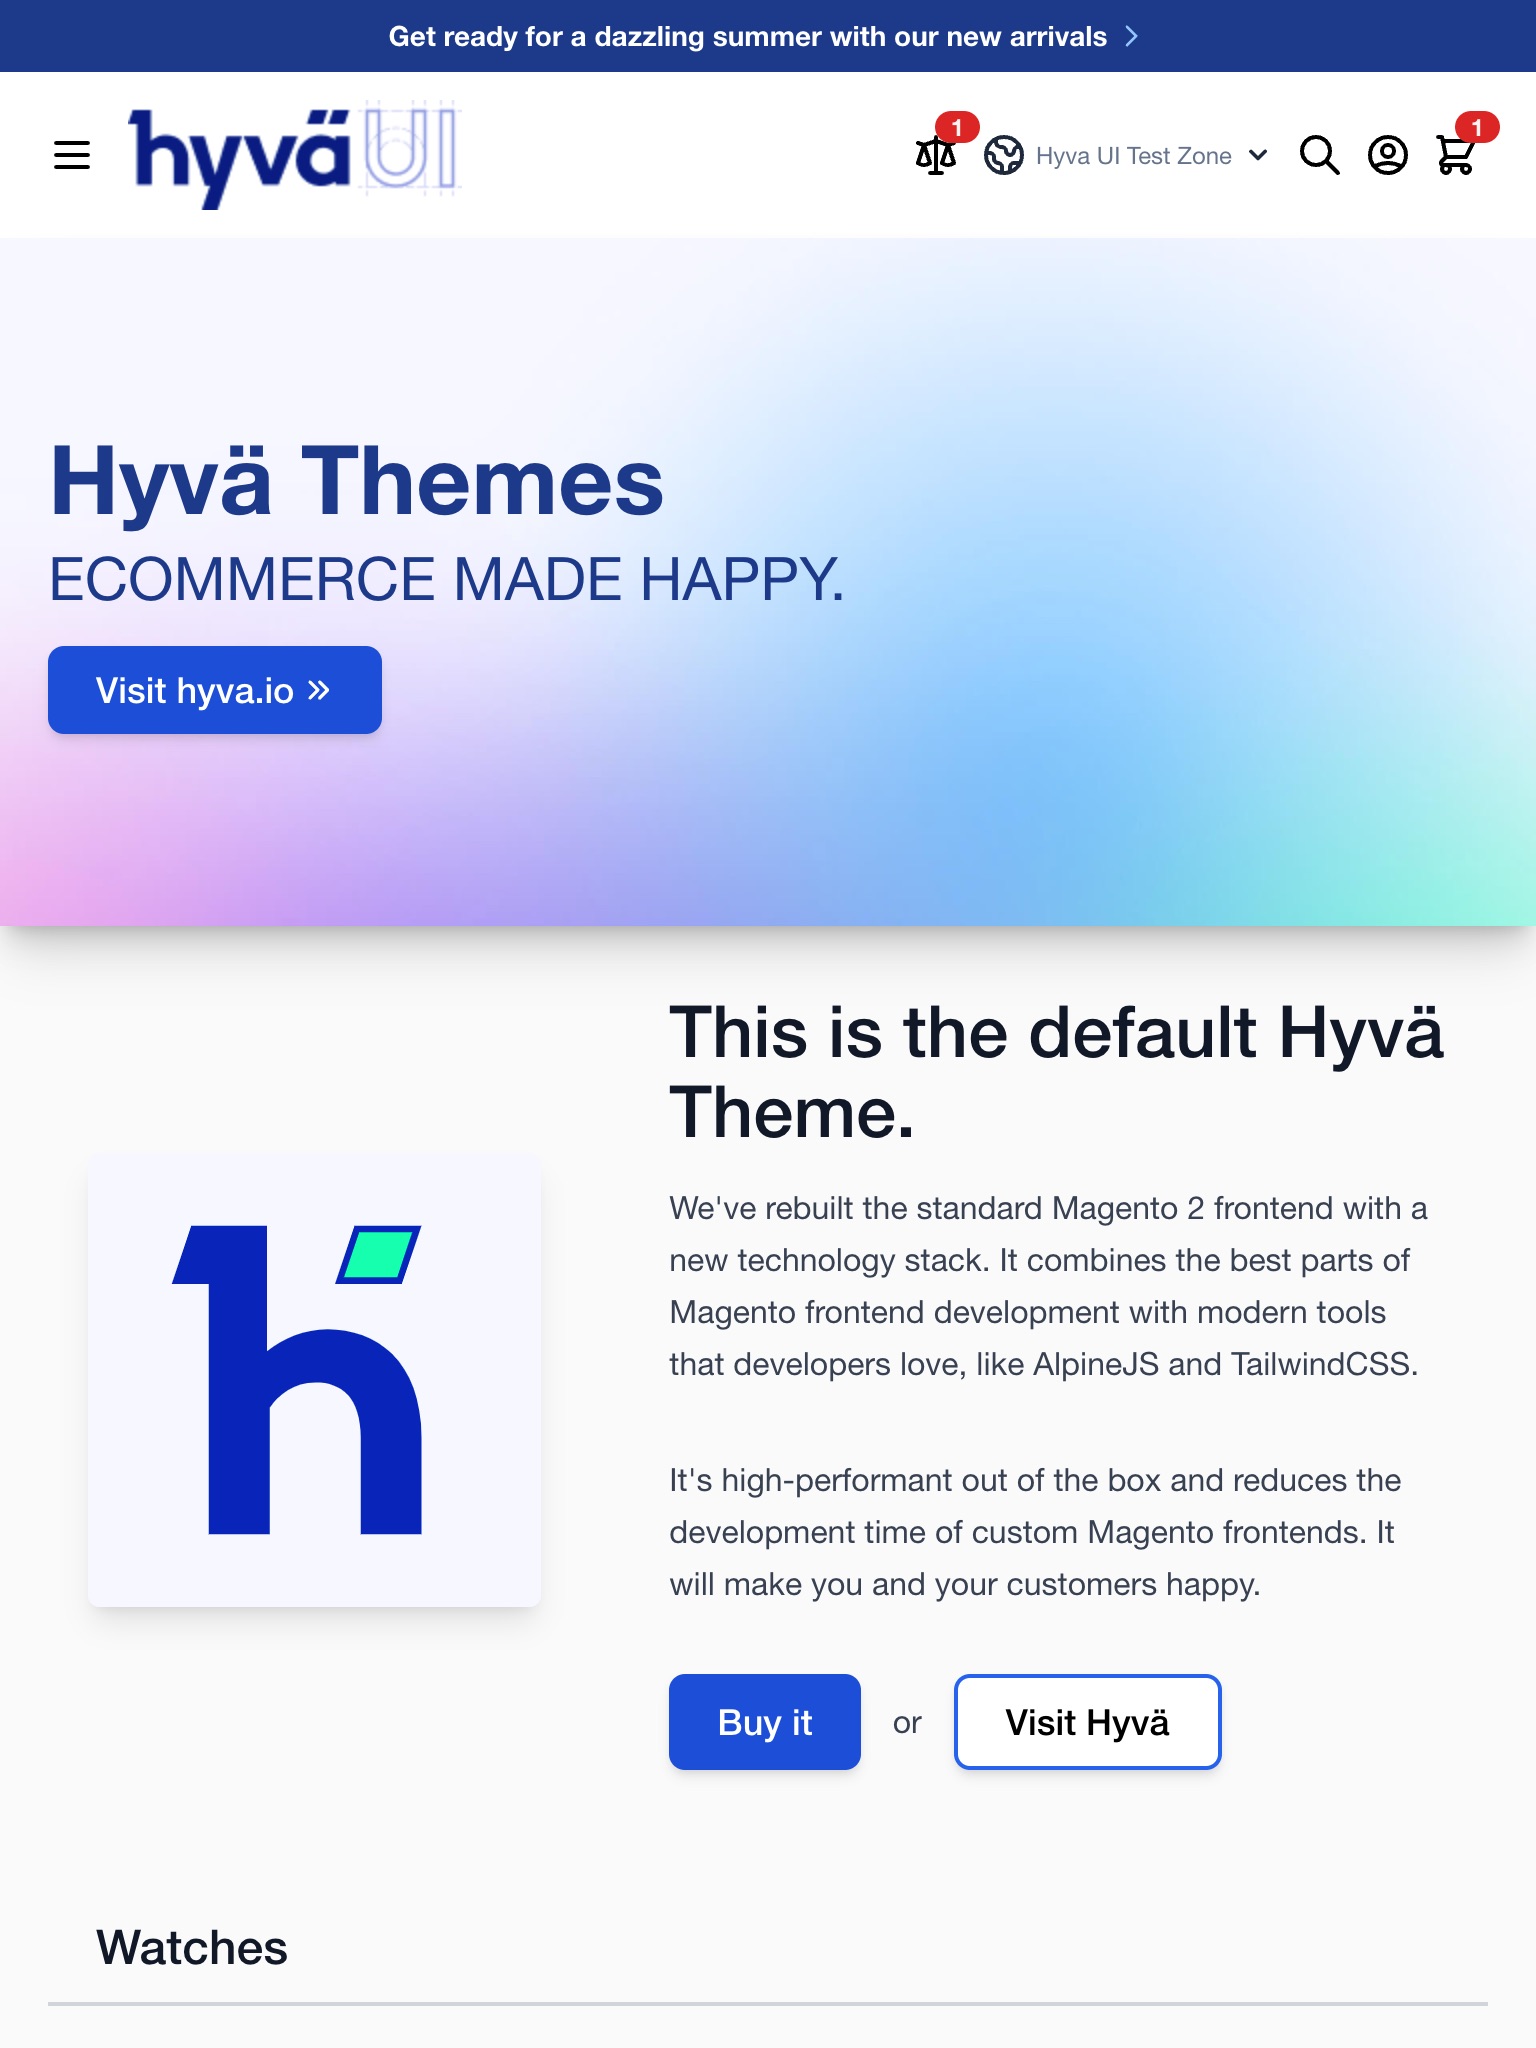 Get ready for a dazzling summer with our new arrivals
hyväUI
1
Hyva UI Test Zone
1
Hyvä Themes
ECOMMERCE MADE HAPPY.
Visit hyva.io »
This is the default Hyvä
Theme.
We've rebuilt the standard Magento 2 frontend with a
new technology stack. It combines the best parts of
Magento frontend development with modern tools
that developers love, like AlpineJS and TailwindCSS.
It's high-performant out of the box and reduces the
development time of custom Magento frontends. It
will make you and your customers happy.
Buy it
or
Visit Hyvä
Watches